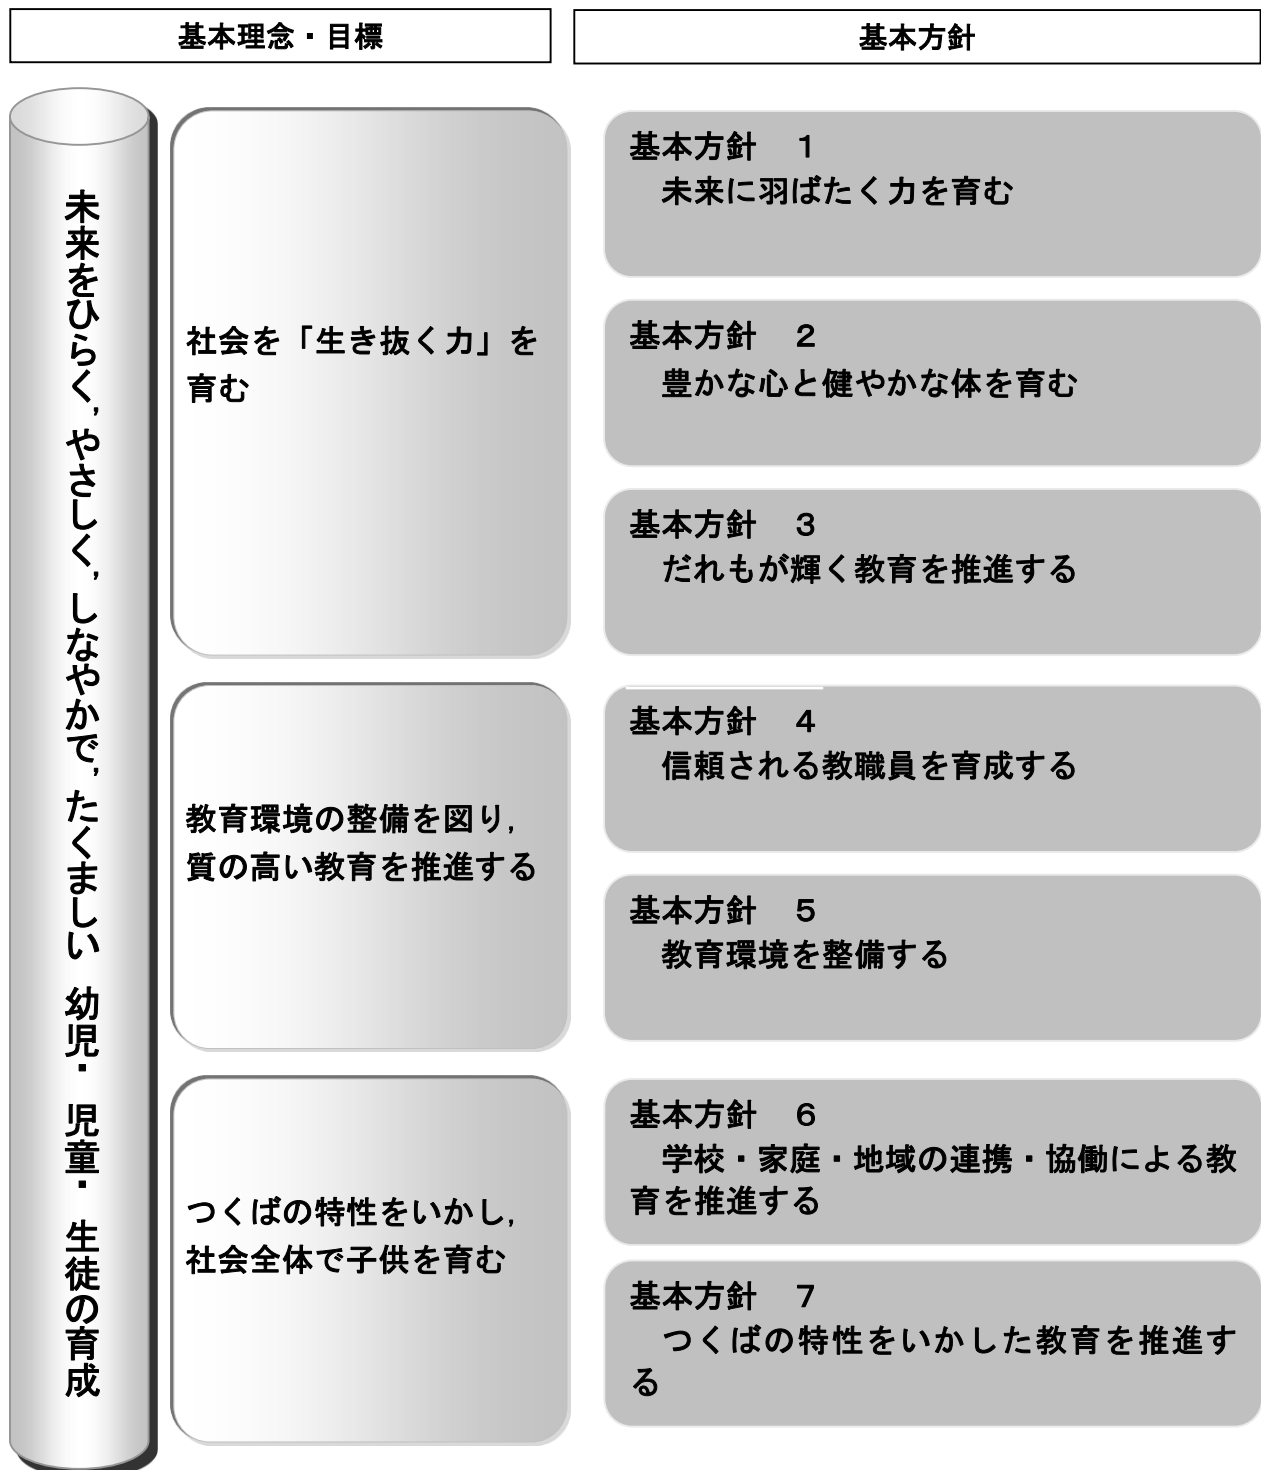 基本理念・目標
基本方針
未来をひらく，やさしく，しなやかで，たくましい　幼児・　児童・　生徒の育成
社会を「生き抜く力」を
育む
基本方針　１
未来に羽ばたく力を育む
基本方針　２
豊かな心と健やかな体を育む
基本方針　３
だれもが輝く教育を推進する
教育環境の整備を図り，
質の高い教育を推進する
基本方針　４
信頼される教職員を育成する
基本方針　５
教育環境を整備する
つくばの特性をいかし，
社会全体で子供を育む
基本方針　６
学校・家庭・地域の連携・協働による教
育を推進する
基本方針　７
つくばの特性をいかした教育を推進す
る